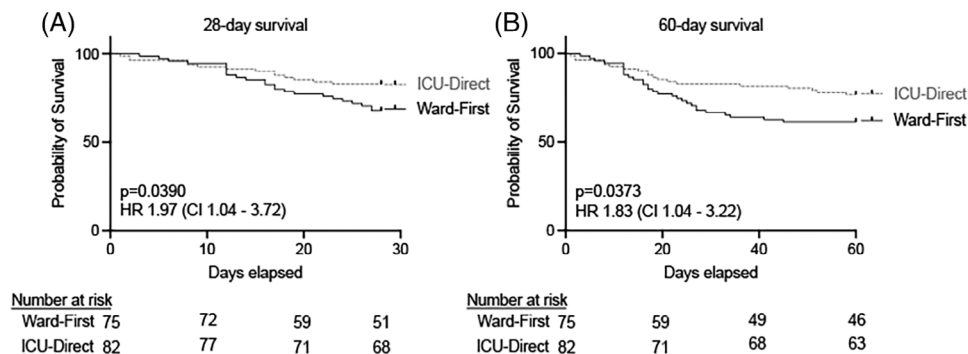 (A)
28-day survival
Probability of Survival
100
50
0
ICU-Direct
Ward-First
p=0.0390
HR 1.97 (CI 1.04 - 3.72)
0 10 20 30
Days elapsed
Number at risk
Ward-First 75 72 59 51
ICU-Direct 82 77 71 68
(B)
60-day survival
Probability of Survival
100
50
0
ICU-Direct
Ward-First
p=0.0373
HR 1.83 (CI 1.04 - 3.22)
0 20 40 60
Days elapsed
Number at risk
Ward-First 75 59 49 46
ICU-Direct 82 71 68 63